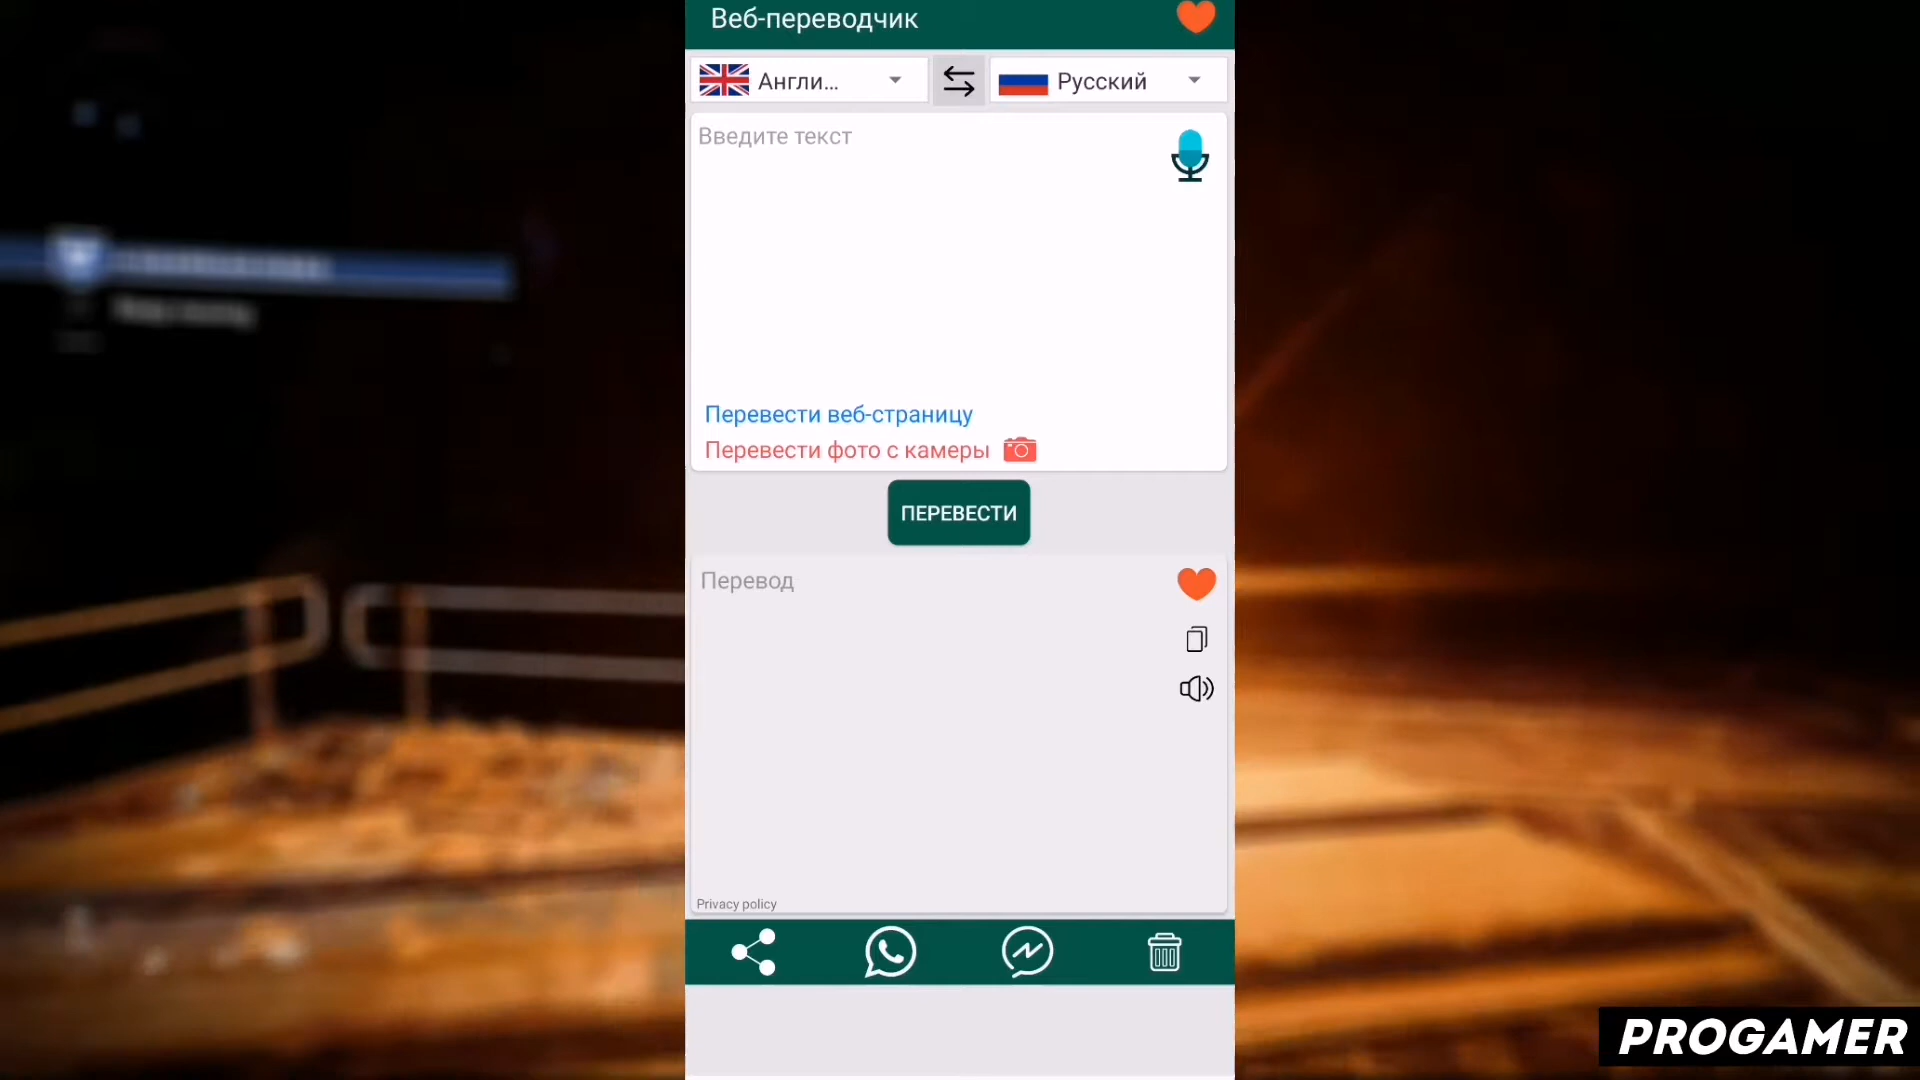 Веб-переводчик
Англи...
Русский
Введите текст
Перевести веб-страницу
Перевести фото с камеры
ПЕРЕВЕСТИ
Перевод
Privacy policy
PROGAMER